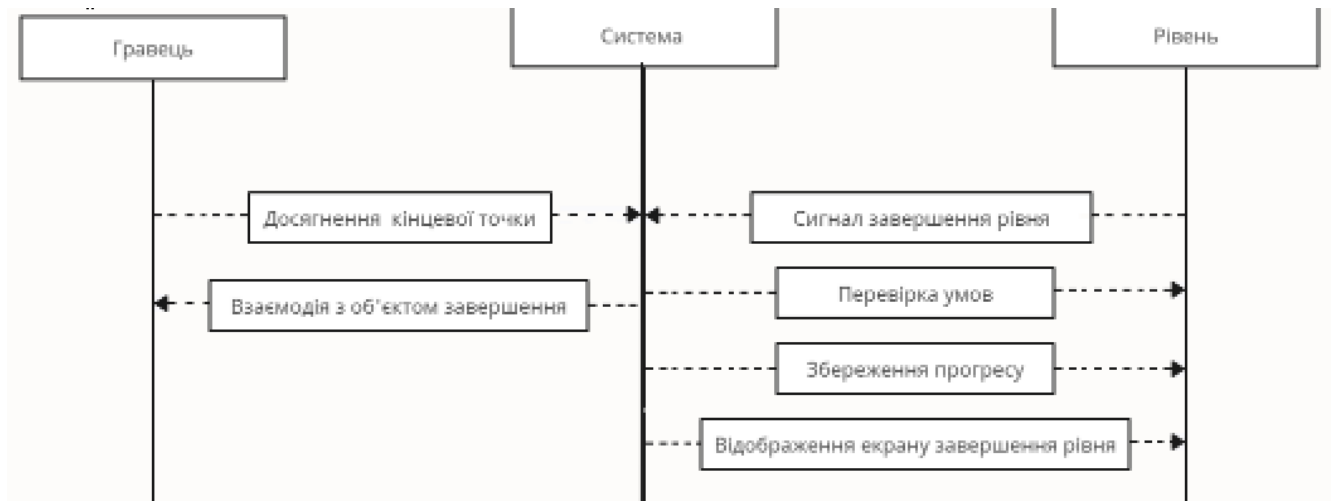 Гравець
Система
Рівень
Досягнення кінцевої точки
Сигнал завершення рівня
Взаємодія з об'єктом завершення
Перевірка умов
Збереження прогресу
Відображення екрану завершення рівня